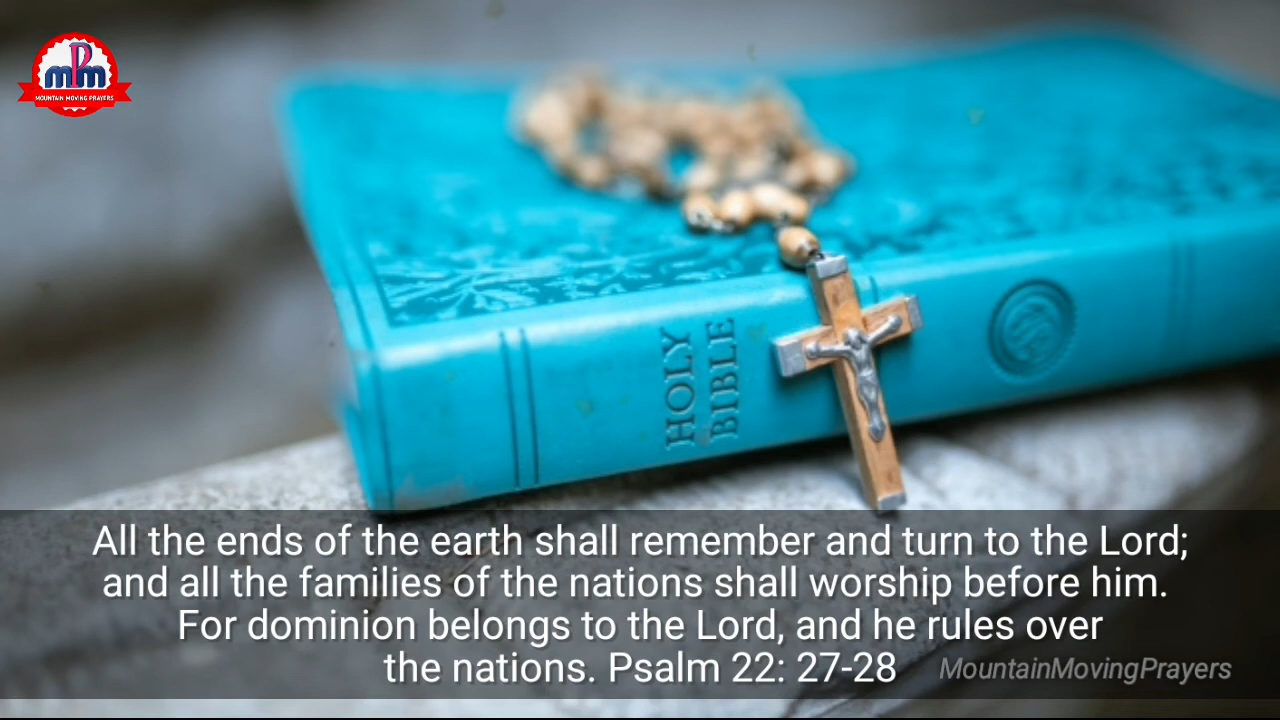 mPm
MOUNTAIN MOVING PRAYERS
HOLY
BIBLE
All the ends of the earth shall remember and turn to the Lord;
and all the families of the nations shall worship before him.
For dominion belongs to the Lord, and he rules over
the nations. Psalm 22: 27-28
MountainMovingPrayers